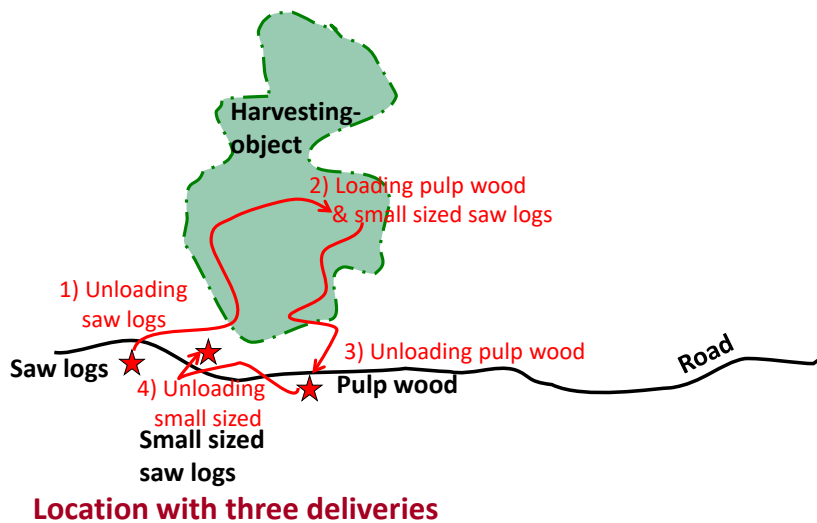 Harvesting-
object
2) Loading pulp wood
& small sized saw logs
1) Unloading
saw logs
3) Unloading pulp wood
Road
Saw logs
4) Unloading
small sized
Pulp wood
Small sized
saw logs
Location with three deliveries